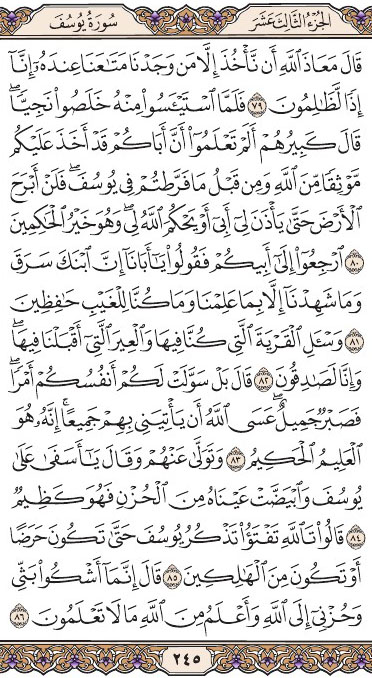 الجزء الثالث عشر سورة يوسف
قَالَ مَعَاذَ ٱللَّهِ أَن نَّأْخُذَ إِلَّا مَن وَجَدْنَا مَتَٰعَنَا عِندَهُۥٓ إِنَّآ
إِذًا لَّظَٰلِمُونَ ٧٩ فَلَمَّا ٱسْتَيْـَٔسُوا۟ مِنْهُ خَلَصُوا۟ نَجِيًّا ۖ
قَالَ كَبِيرُهُمْ أَلَمْ تَعْلَمُوٓا۟ أَنَّ أَبَاكُمْ قَدْ أَخَذَ عَلَيْكُم
مَّوْثِقًا مِّنَ ٱللَّهِ وَمِن قَبْلُ مَا فَرَّطتُمْ فِى يُوسُفَ ۖ فَلَنْ أَبْرَحَ
ٱلْأَرْضَ حَتَّىٰ يَأْذَنَ لِىٓ أَبِىٓ أَوْ يَحْكُمَ ٱللَّهُ لِى ۖ وَهُوَ خَيْرُ ٱلْحَٰكِمِينَ
٨٠ ٱرْجِعُوٓا۟ إِلَىٰٓ أَبِيكُمْ فَقُولُوا۟ يَٰٓأَبَانَآ إِنَّ ٱبْنَكَ سَرَقَ
وَمَا شَهِدْنَآ إِلَّا بِمَا عَلِمْنَا وَمَا كُنَّا لِلْغَيْبِ حَٰفِظِينَ
٨١ وَسْـَٔلِ ٱلْقَرْيَةَ ٱلَّتِى كُنَّا فِيهَا وَٱلْعِيرَ ٱلَّتِىٓ أَقْبَلْنَا فِيهَا ۖ
وَإِنَّا لَصَٰدِقُونَ ٨٢ قَالَ بَلْ سَوَّلَتْ لَكُمْ أَنفُسُكُمْ أَمْرًا ۖ
فَصَبْرٌ جَمِيلٌ ۖ عَسَى ٱللَّهُ أَن يَأْتِيَنِى بِهِمْ جَمِيعًا ۚ إِنَّهُۥ هُوَ
ٱلْعَلِيمُ ٱلْحَكِيمُ ٨٣ وَتَوَلَّىٰ عَنْهُمْ وَقَالَ يَٰٓأَسَفَىٰ عَلَىٰ
يُوسُفَ وَٱبْيَضَّتْ عَيْنَاهُ مِنَ ٱلْحُزْنِ فَهُوَ كَظِيمٌ
٨٤ قَالُوا۟ تَٱللَّهِ تَفْتَؤُا۟ تَذْكُرُ يُوسُفَ حَتَّىٰ تَكُونَ حَرَضًا
أَوْ تَكُونَ مِنَ ٱلْهَٰلِكِينَ ٨٥ قَالَ إِنَّمَآ أَشْكُوا۟ بَثِّى
وَحُزْنِىٓ إِلَى ٱللَّهِ وَأَعْلَمُ مِنَ ٱللَّهِ مَا لَا تَعْلَمُونَ ٨٦
٢٤٥